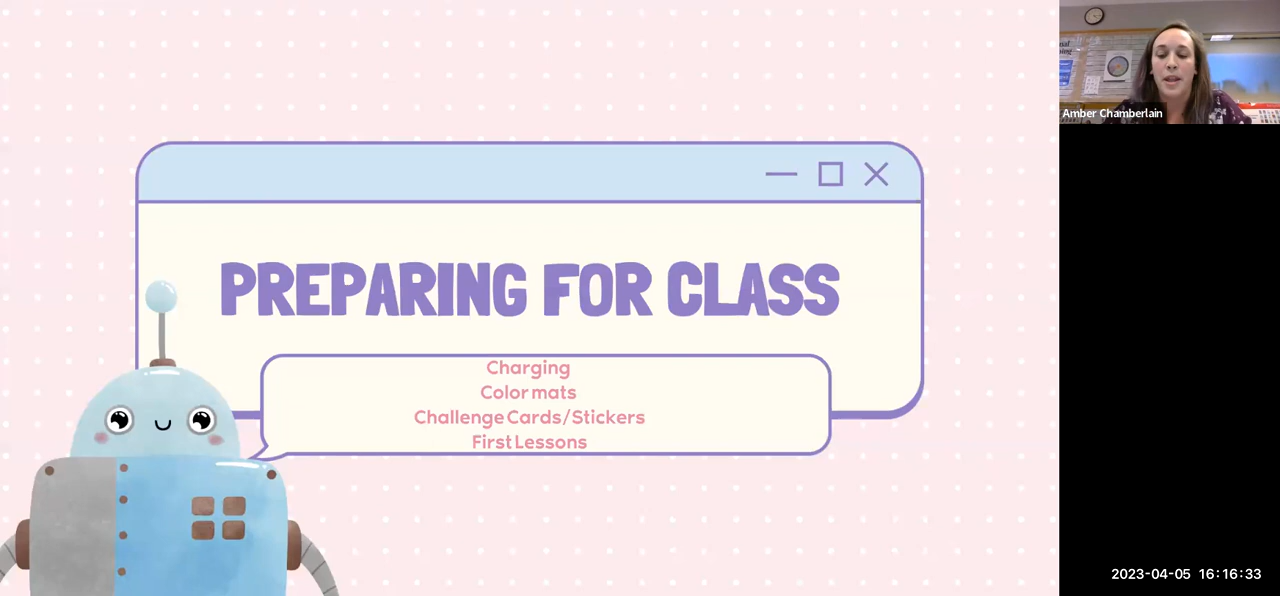 PREPARING FOR CLASS
Charging
Color mats
Challenge Cards/Stickers
First Lessons
Amber Chamberlain
2023-04-05 16:16:33